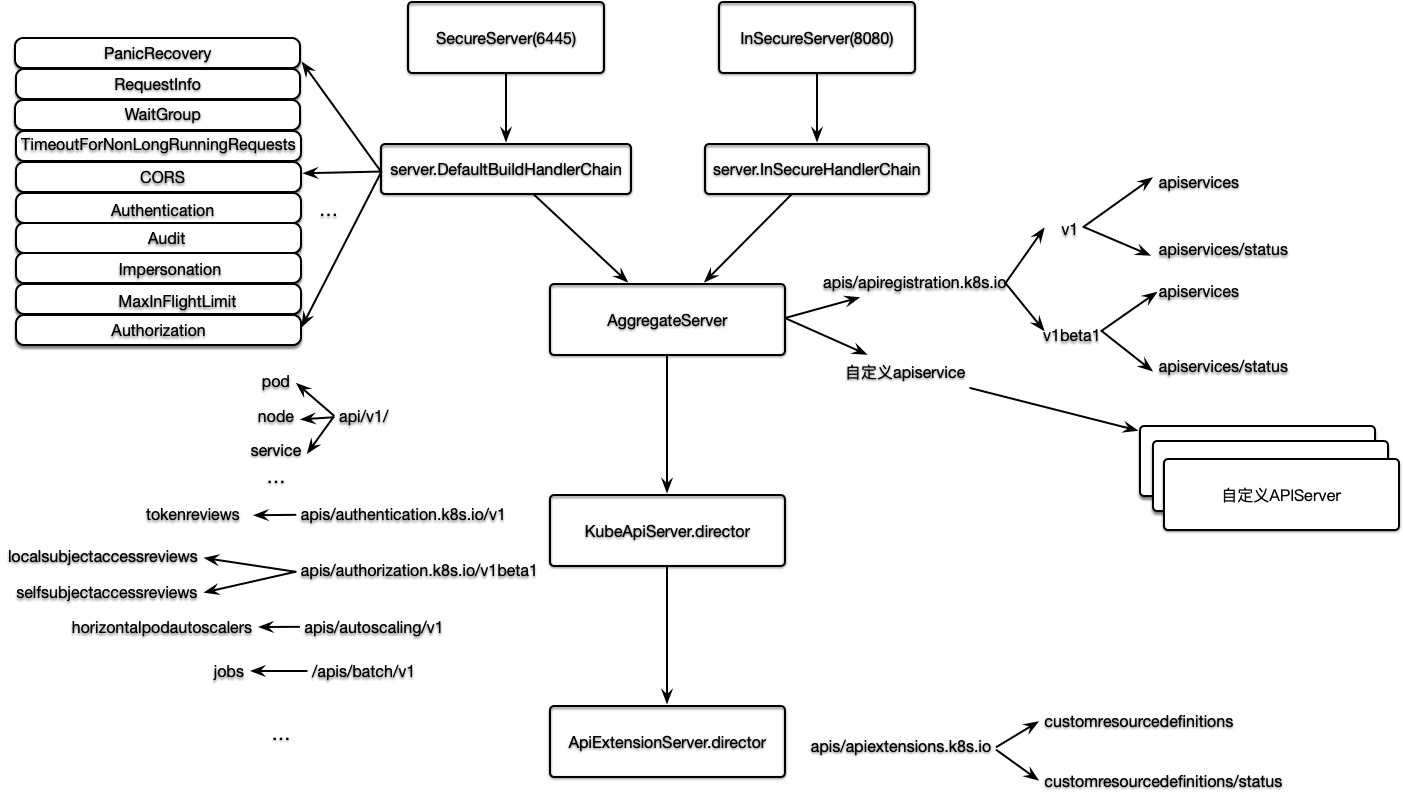 SecureServer(6445)
InSecureServer(8080)
PanicRecovery
RequestInfo
WaitGroup
TimeoutForNonLongRunningRequests
CORS
Authentication
...
Audit
Impersonation
MaxInFlightLimit
Authorization
server.DefaultBuildHandlerChain
server.InSecureHandlerChain
AggregateServer
apis/apiregistration.k8s.io
v1
apiservices
apiservices/status
v1beta1
apiservices
apiservices/status
自定义apiservice
自定义APIServer
pod
node
api/v1/
service
...
tokenreviews
apis/authentication.k8s.io/v1
localsubjectaccessreviews
apis/authorization.k8s.io/v1beta1
selfsubjectaccessreviews
horizontalpodautoscalers
apis/autoscaling/v1
jobs
/apis/batch/v1
...
KubeApiServer.director
ApiExtensionServer.director
apis/apiextensions.k8s.io
customresourcedefinitions
customresourcedefinitions/status